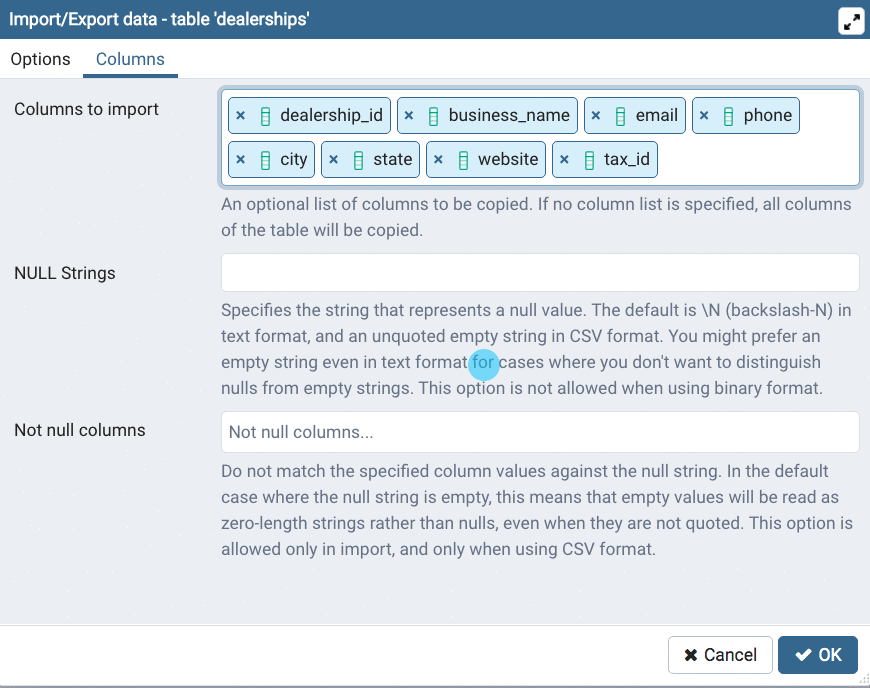 Import/Export data - table 'dealerships'
Options Columns
Columns to import
dealership_id business_name email phone
city state website tax_id
An optional list of columns to be copied. If no column list is specified, all columns
of the table will be copied.
NULL Strings
Specifies the string that represents a null value. The default is \N (backslash-N) in
text format, and an unquoted empty string in CSV format. You might prefer an
empty string even in text format for cases where you don't want to distinguish
nulls from empty strings. This option is not allowed when using binary format.
Not null columns
Not null columns...
Do not match the specified column values against the null string. In the default
case where the null string is empty, this means that empty values will be read as
zero-length strings rather than nulls, even when they are not quoted. This option is
allowed only in import, and only when using CSV format.
Cancel OK